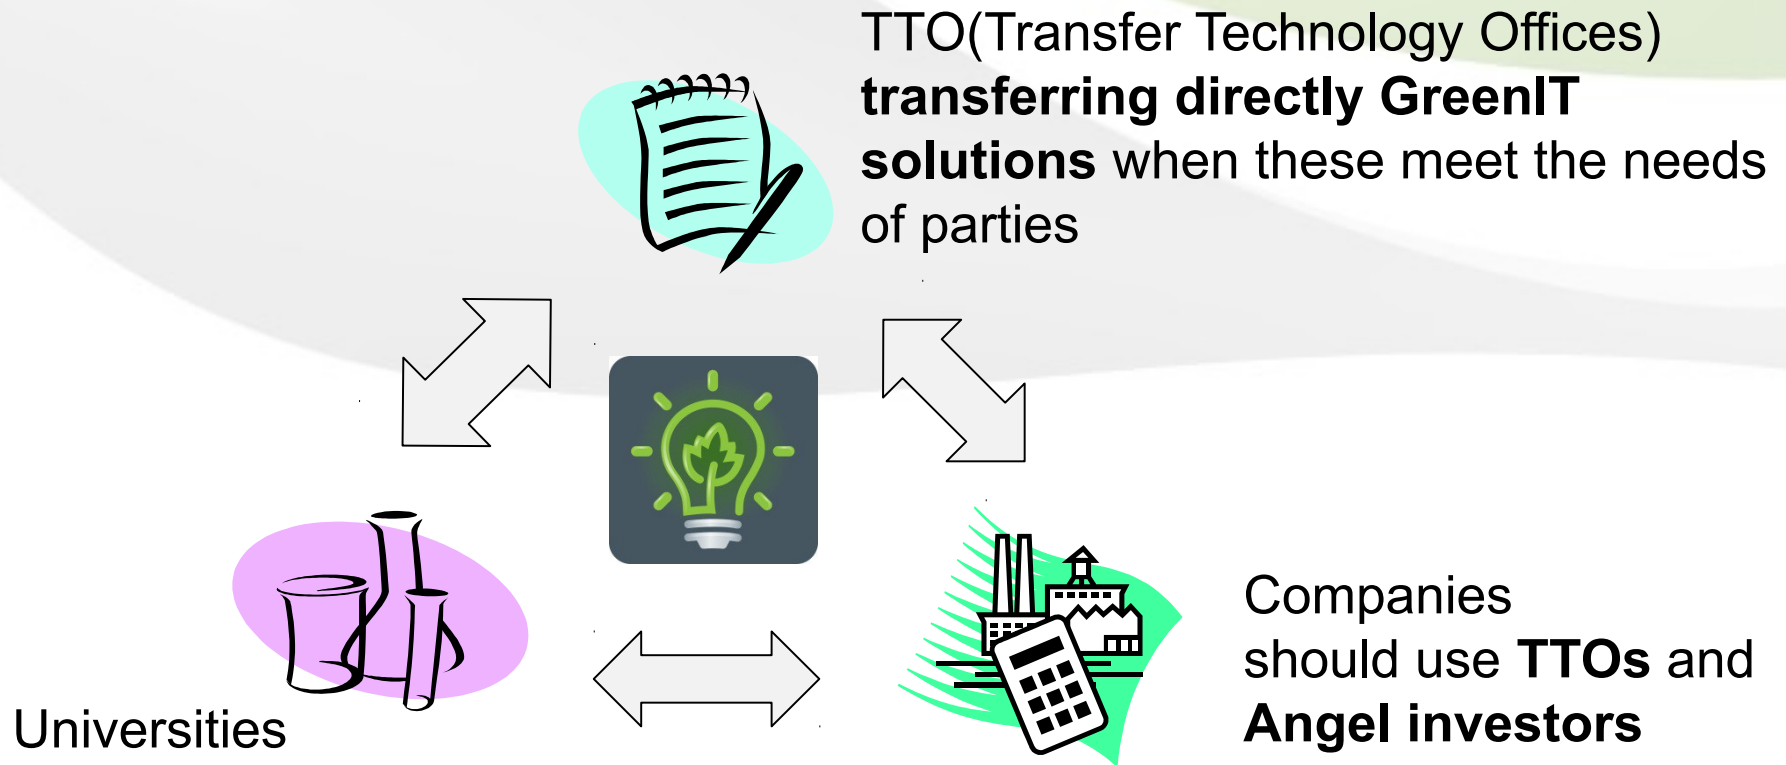 TTO(Transfer Technology Offices)
transferring directly GreenIT
solutions when these meet the needs
of parties
Universities
Companies
should use TTOs and
Angel investors